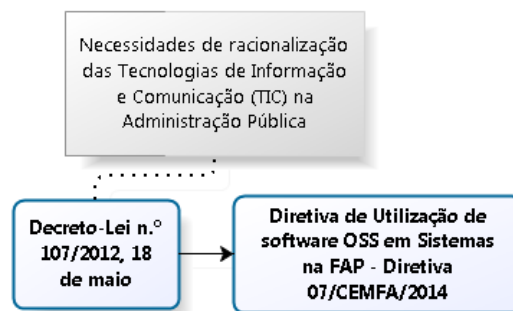 Necessidades de racionalização
das Tecnologias de Informação
e Comunicação (TIC) na
Administração Pública
Decreto-Lei n.º
107/2012, 18
de maio
Diretiva de Utilização de
software OSS em Sistemas
na FAP - Diretiva
07/CEMFA/2014